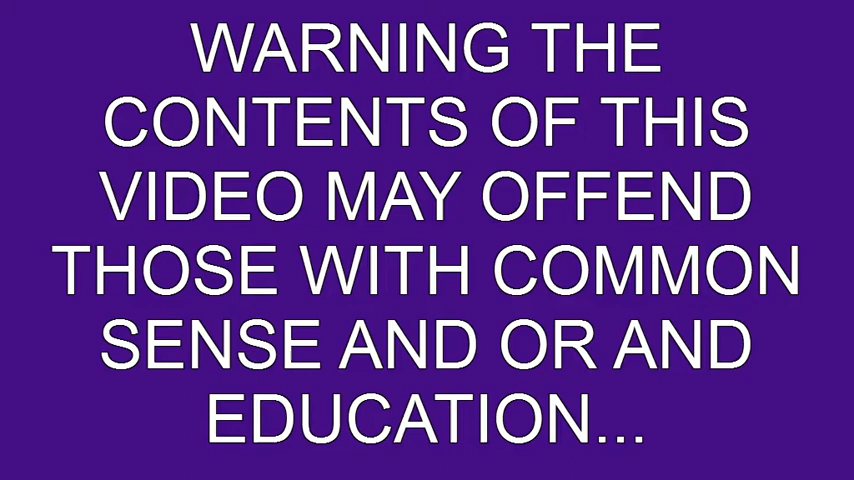 WARNING THE
CONTENTS OF THIS
VIDEO MAY OFFEND
THOSE WITH COMMON
SENSE AND OR AND
EDUCATION...